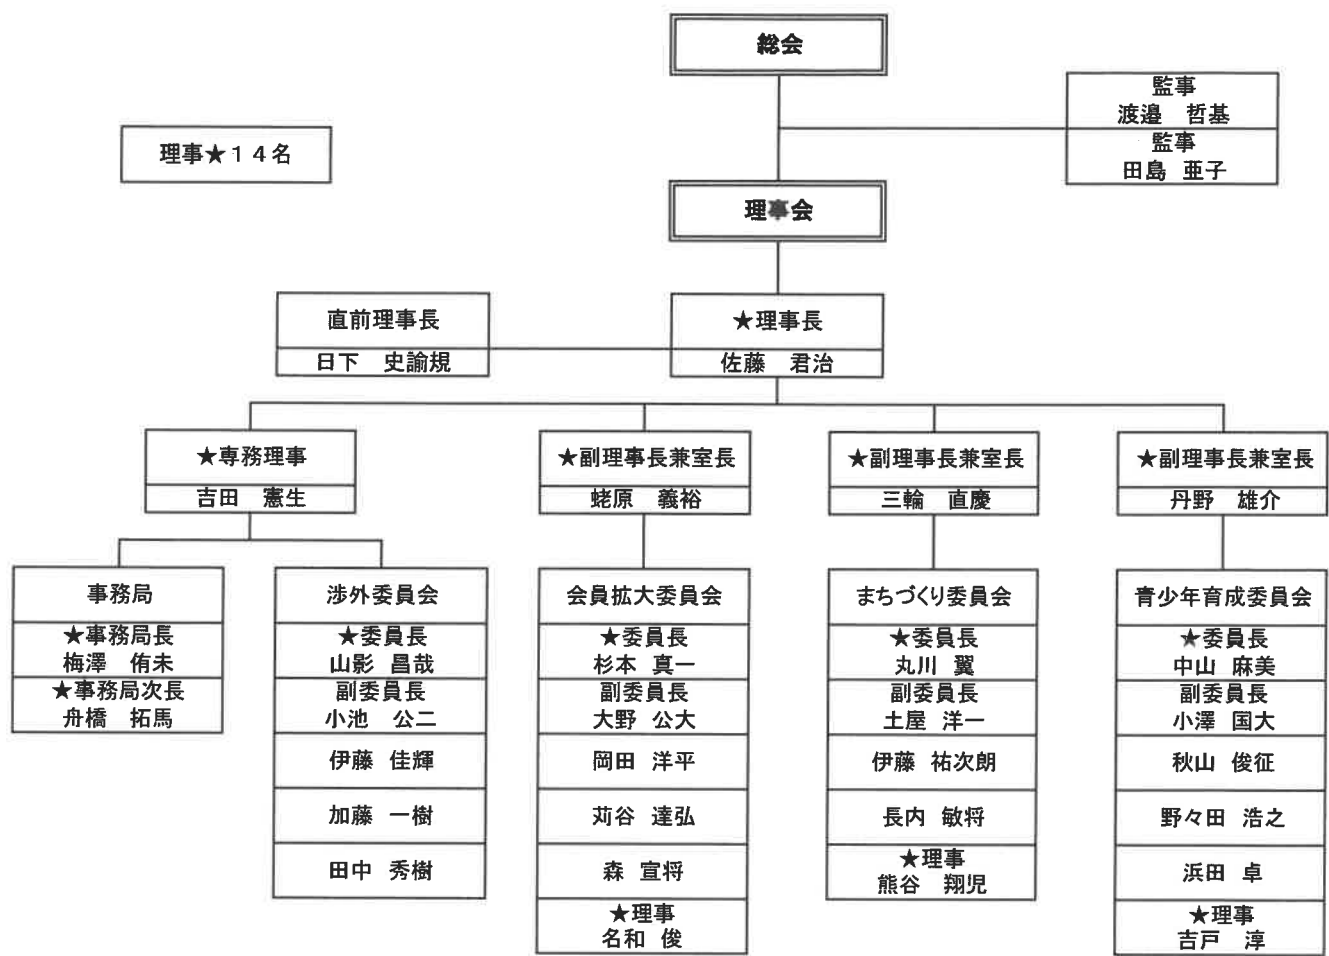 総会
監事
渡邉　哲基
監事
田島　亜子
理事★１４名
理事会
直前理事長
日下　史諭規
★理事長
佐藤　君治
★専務理事
吉田　憲生
★副理事長兼室長
蛯原　義裕
★副理事長兼室長
三輪　直慶
★副理事長兼室長
丹野　雄介
事務局
★事務局長
梅澤　侑未
★事務局次長
舟橋　拓馬
渉外委員会
★委員長
山影　昌哉
副委員長
小池　公二
伊藤　佳輝
加藤　一樹
田中　秀樹
会員拡大委員会
★委員長
杉本　真一
副委員長
大野　公大
岡田　洋平
苅谷　達弘
森　宣将
★理事
名和　俊
まちづくり委員会
★委員長
丸川　翼
副委員長
土屋　洋一
伊藤　祐次朗
長内　敏将
★理事
熊谷　翔児
青少年育成委員会
★委員長
中山　麻美
副委員長
小澤　国大
秋山　俊征
野々田　浩之
浜田　卓
★理事
吉戸　淳